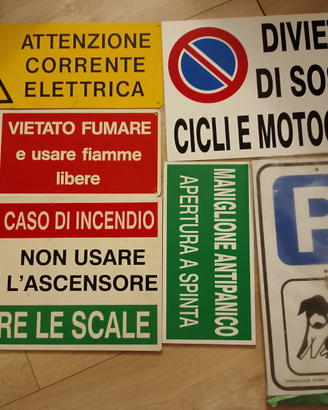 ATTENZIONE
CORRENTE
ELETTRICA
DI SO
CICLI E MOTO
VIETATO FUMARE
e usare fiamme
libere
CASO DI INCENDIO
NON USARE
L'ASCENSORE
RE LE SCALE
MANIGLIONE ANTIPANICO
APERTURA A SPINTA
P